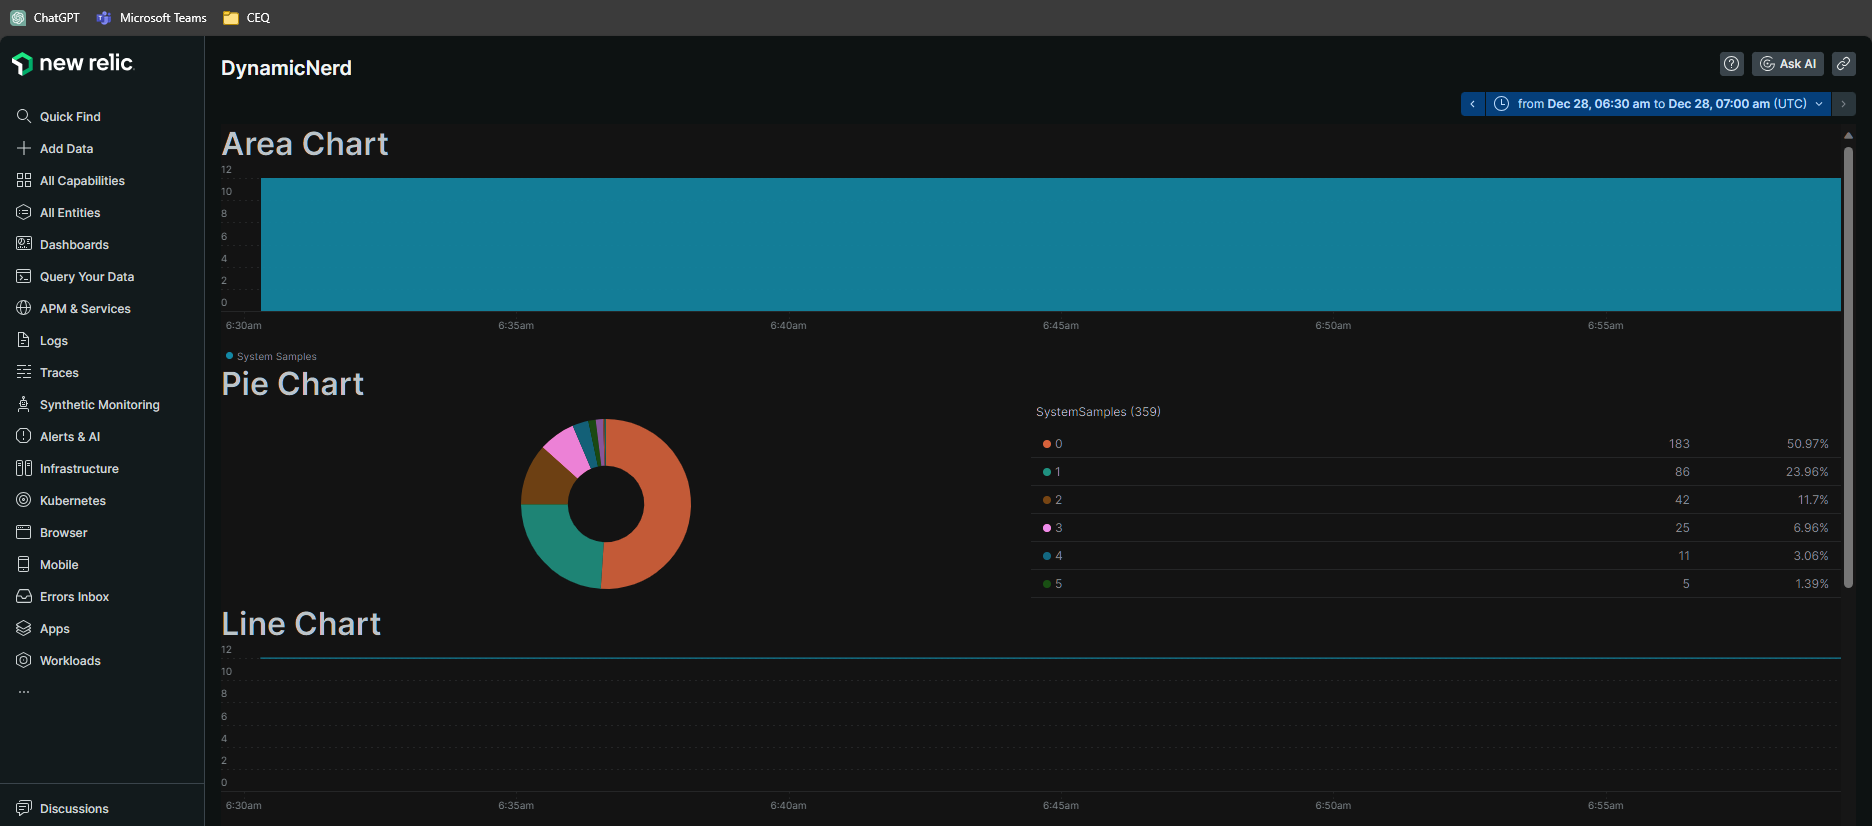 ChatGPT Microsoft Teams CEQ
new relic
Quick Find
Add Data
All Capabilities
All Entities
Dashboards
Query Your Data
APM & Services
Logs
Traces
Synthetic Monitoring
Alerts & AI
Infrastructure
Kubernetes
Browser
Mobile
Errors Inbox
Apps
Workloads
...
Discussions
DynamicNerd
Ask AI
from Dec 28, 06:30 am to Dec 28, 07:00 am (UTC)
Area Chart
12
10
8
6
4
2
0
6:30am 6:35am 6:40am 6:45am 6:50am 6:55am
System Samples
Pie Chart
SystemSamples (359)
0 183 50.97%
1 86 23.96%
2 42 11.7%
3 25 6.96%
4 11 3.06%
5 5 1.39%
Line Chart
12
10
8
6
4
2
0
6:30am 6:35am 6:40am 6:45am 6:50am 6:55am